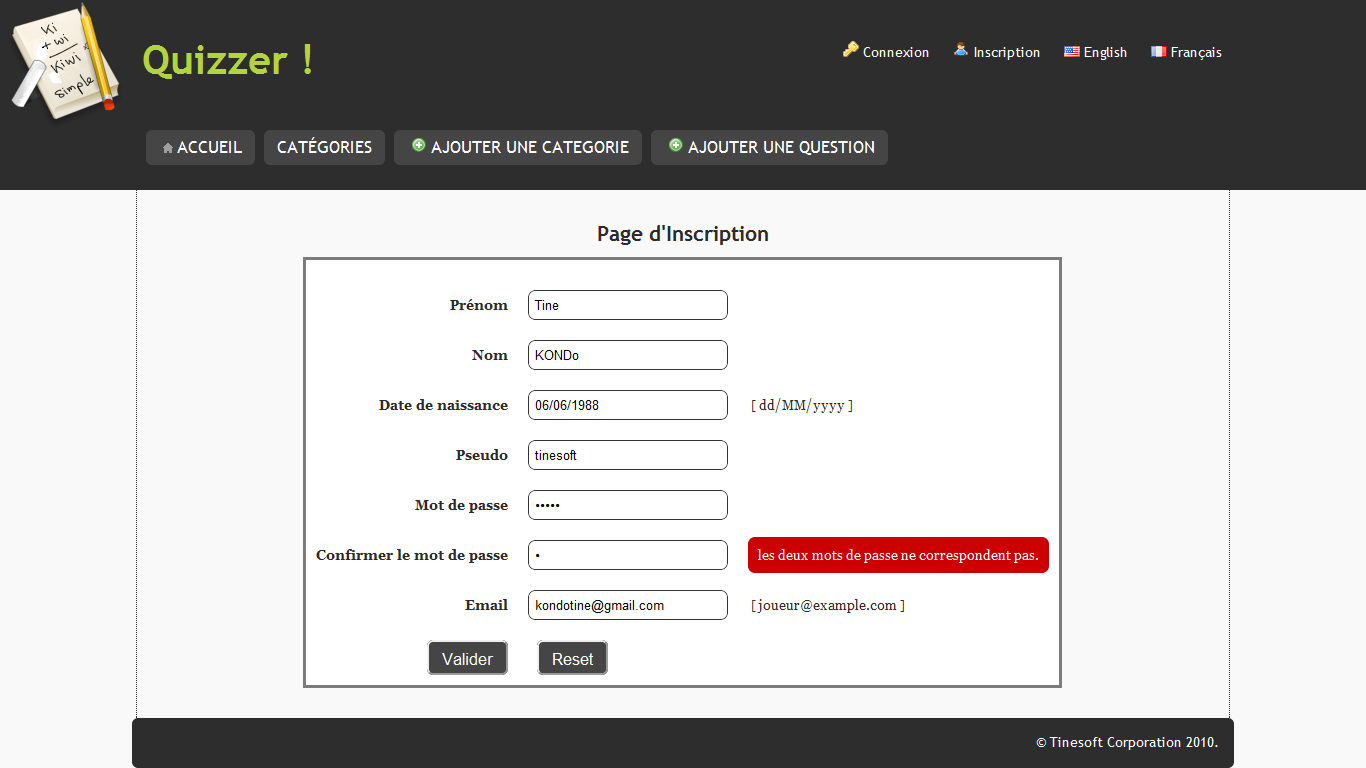 Ki
+ wi
Kiwi
simple
Quizzer !
Connexion Inscription English Français
ACCUEIL CATÉGORIES AJOUTER UNE CATEGORIE AJOUTER UNE QUESTION
Page d'Inscription
Prénom Tine
Nom KONDo
Date de naissance 06/06/1988 [ dd/MM/yyyy ]
Pseudo tinesoft
Mot de passe •••••
Confirmer le mot de passe • les deux mots de passe ne correspondent pas.
Email kondotine@gmail.com [ joueur@example.com ]
Valider Reset
© Tinesoft Corporation 2010.